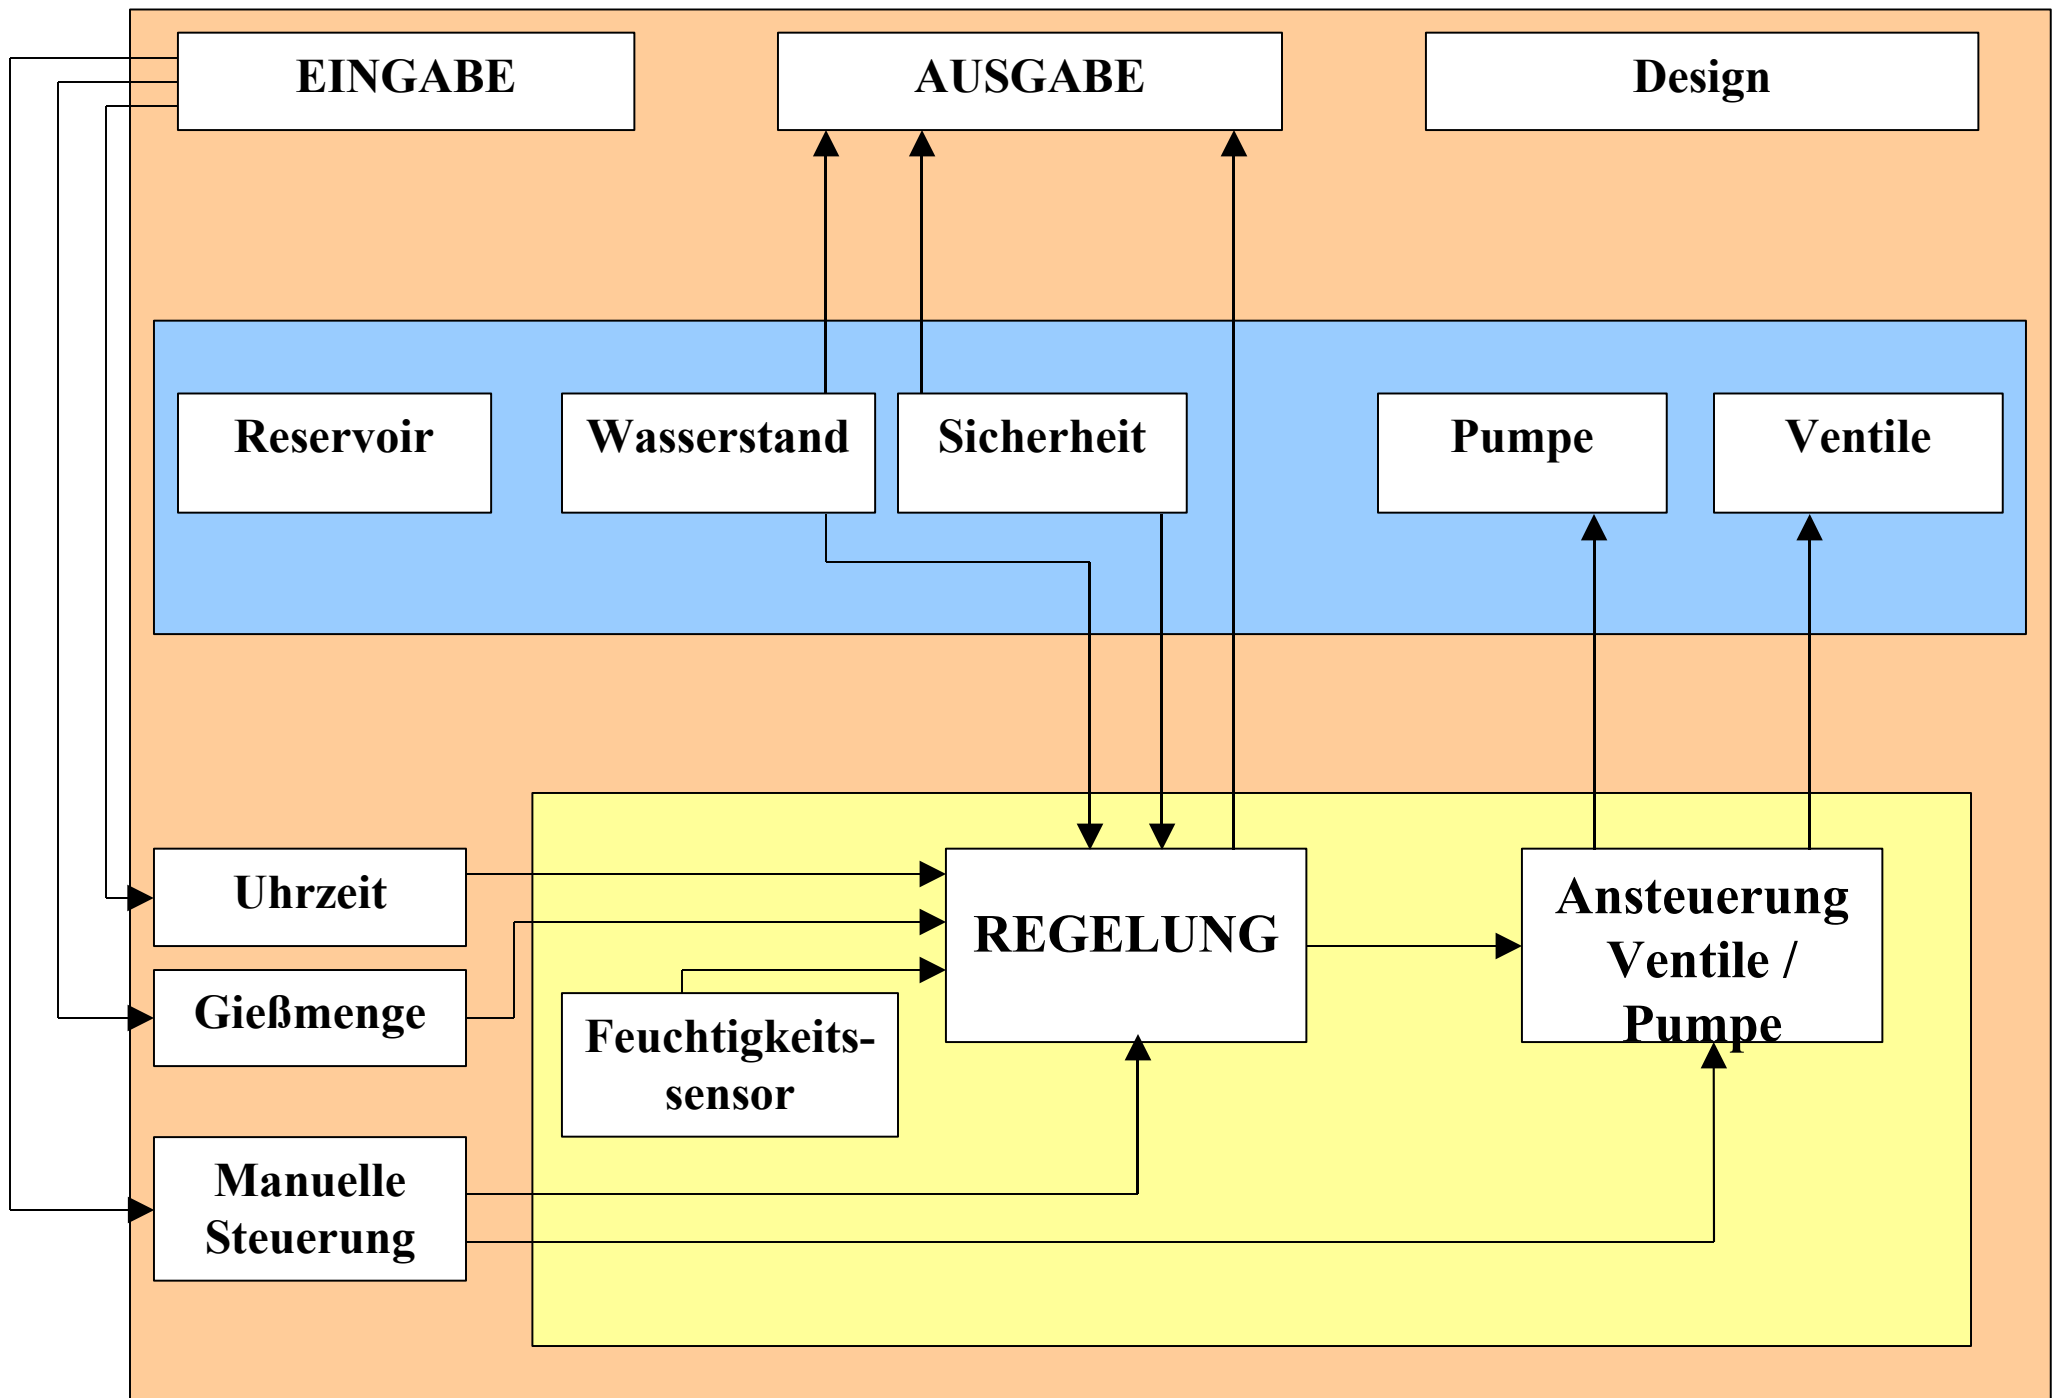 EINGABE
AUSGABE
Design
Reservoir
Wasserstand
Sicherheit
Pumpe
Ventile
Uhrzeit
Gießmenge
Manuelle
Steuerung
Feuchtigkeits-
sensor
REGELUNG
Ansteuerung
Ventile /
Pumpe